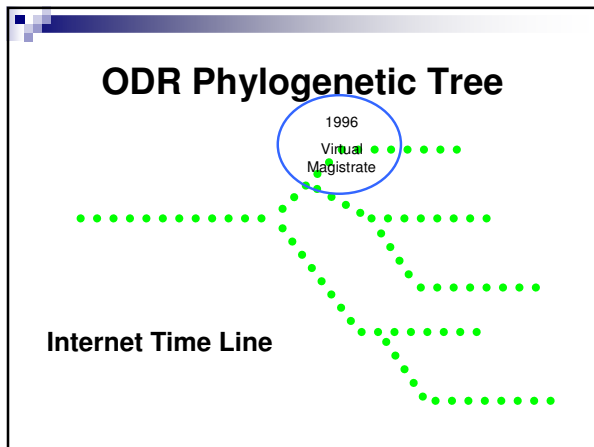 ODR Phylogenetic Tree
1996
Virtual
Magistrate
Internet Time Line